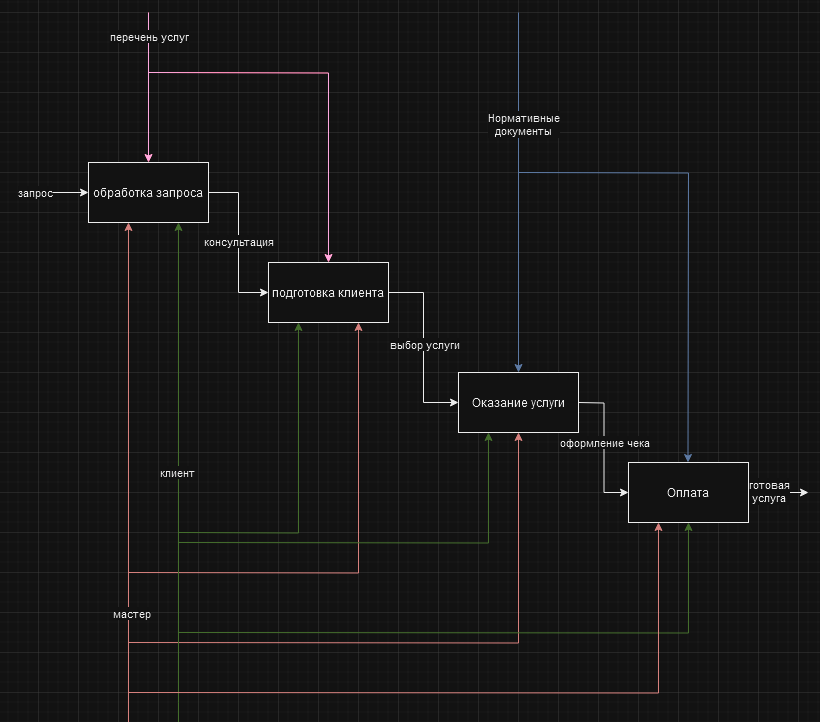 перечень услуг
Нормативные
документы
запрос
обработка запроса
консультация
подготовка клиента
выбор услуги
Оказание услуги
оформление чека
клиент
Оплата
готовая
услуга
мастер